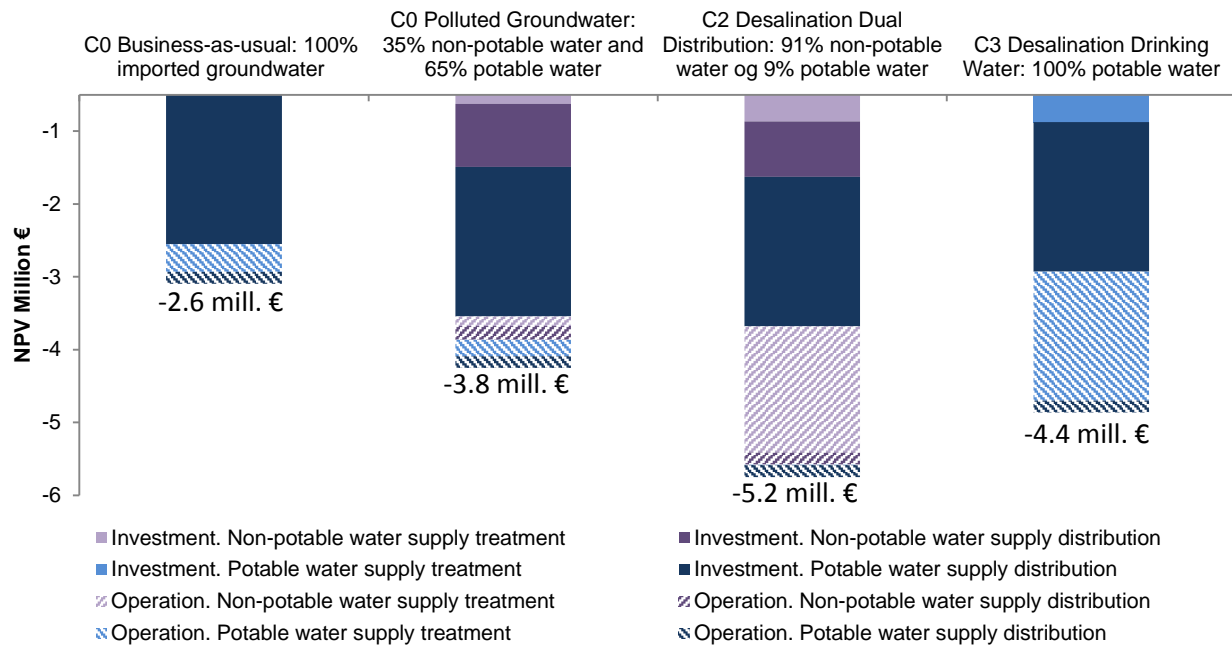 C0 Business-as-usual: 100%
imported groundwater
C0 Polluted Groundwater:
35% non-potable water and
65% potable water
C2 Desalination Dual
Distribution: 91% non-potable
water og 9% potable water
C3 Desalination Drinking
Water: 100% potable water
NPV Million €
-1
-2
-3
-4
-5
-6
-2.6 mill. €
-3.8 mill. €
-5.2 mill. €
-4.4 mill. €
Investment. Non-potable water supply treatment
Investment. Non-potable water supply distribution
Investment. Potable water supply treatment
Investment. Potable water supply distribution
Operation. Non-potable water supply treatment
Operation. Non-potable water supply distribution
Operation. Potable water supply treatment
Operation. Potable water supply distribution